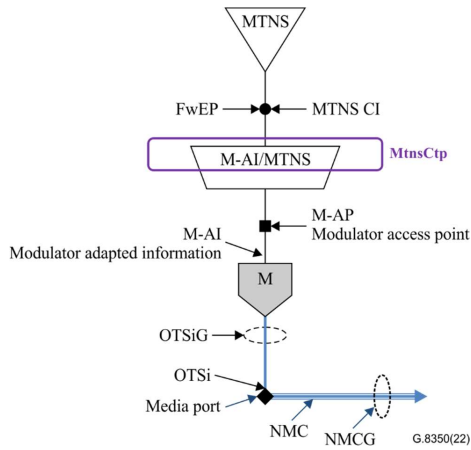 MTNS
FwEP
MTNS CI
MtnsCtp
M-AI/MTNS
M-AP
Modulator access point
M-AI
Modulator adapted information
M
OTSiG
OTSi
Media port
NMC
NMCG
G.8350(22)